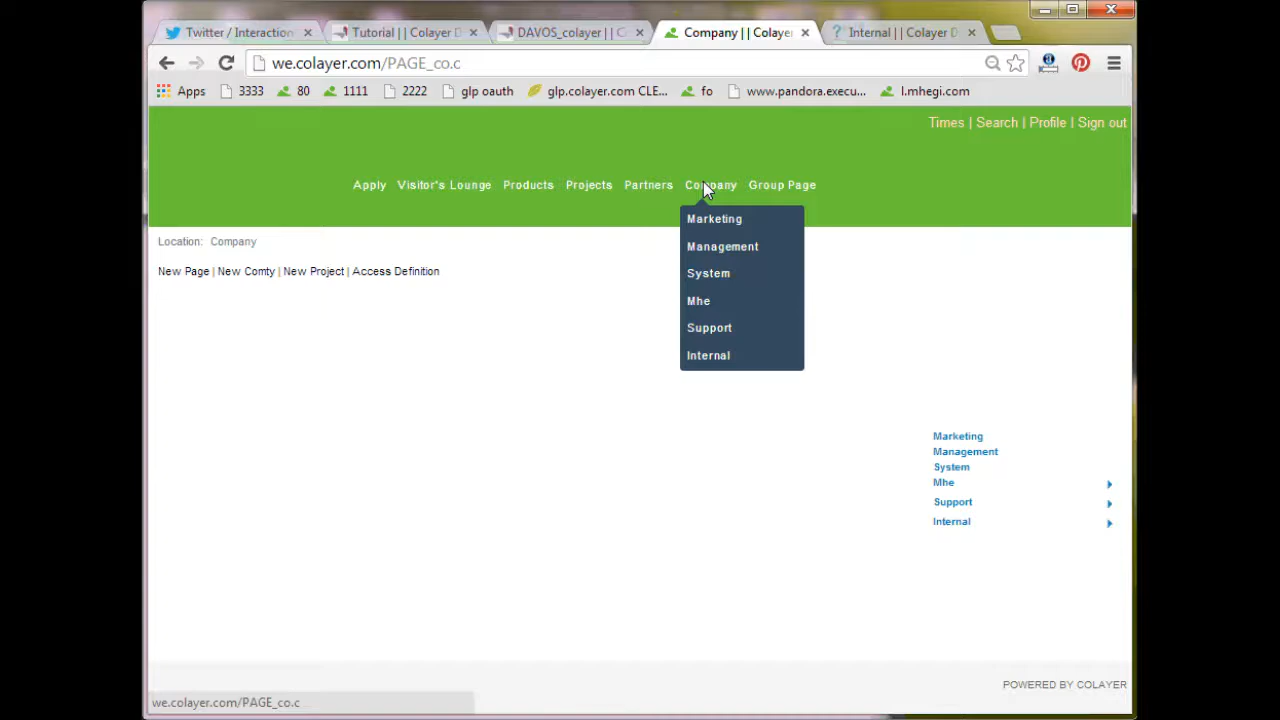 Twitter / Interaction
Tutorial | | Colayer D
DAVOS_colayer | | C
Company | | Colaye
Internal | | Colayer D
we.colayer.com/PAGE_co.c
Apps
3333
80
1111
2222
glp oauth
glp.colayer.com CLE...
fo
www.pandora.execu...
l.mhegi.com
Times | Search | Profile | Sign out
Apply Visitor's Lounge Products Projects Partners Company Group Page
Marketing
Management
System
Mhe
Support
Internal
Location: Company
New Page | New Comty | New Project | Access Definition
Marketing
Management
System
Mhe
Support
Internal
POWERED BY COLAYER
we.colayer.com/PAGE_co.c